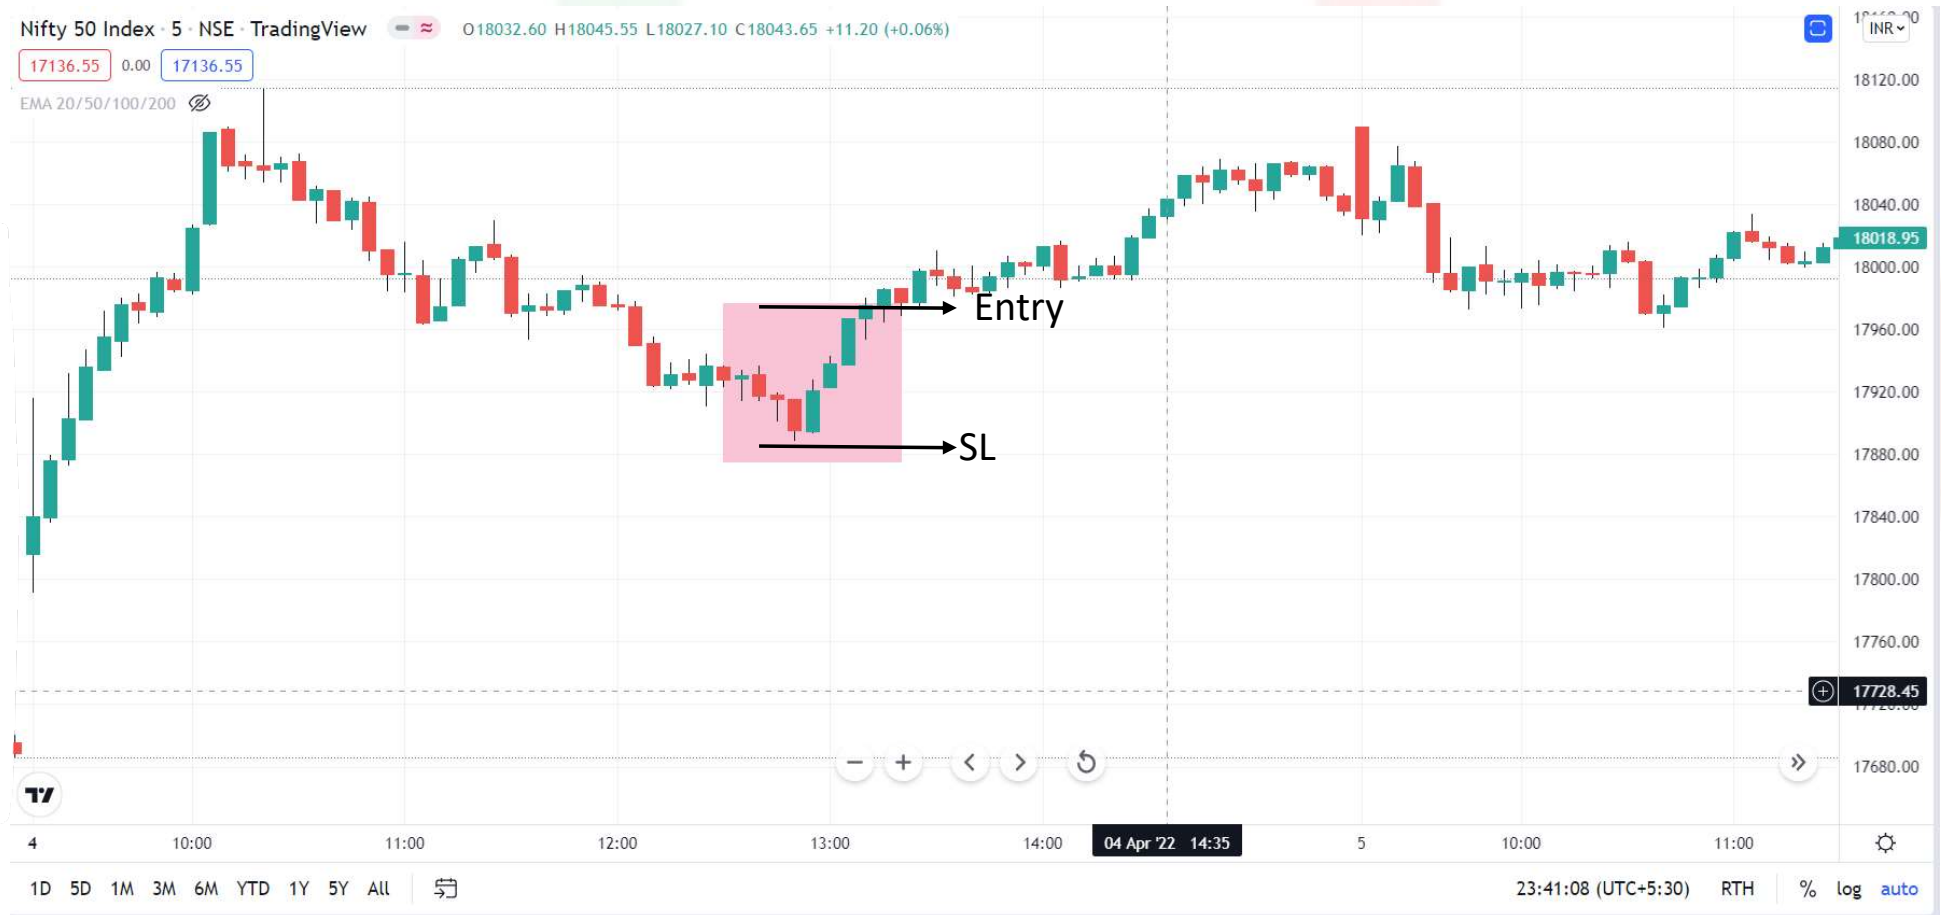 Nifty 50 Index · 5 · NSE · TradingView O18032.60 H18045.55 L18027.10 C18043.65 +11.20 (+0.06%)
INR
17136.55 0.00 17136.55
EMA 20/50/100/200
18120.00
18080.00
18040.00
18018.95
18000.00
Entry
17960.00
17920.00
SL
17880.00
17840.00
17800.00
17760.00
17728.45
17680.00
4 10:00 11:00 12:00 13:00 14:00 04 Apr '22 14:35 5 10:00 11:00
1D 5D 1M 3M 6M YTD 1Y 5Y All 23:41:08 (UTC+5:30) RTH % log auto